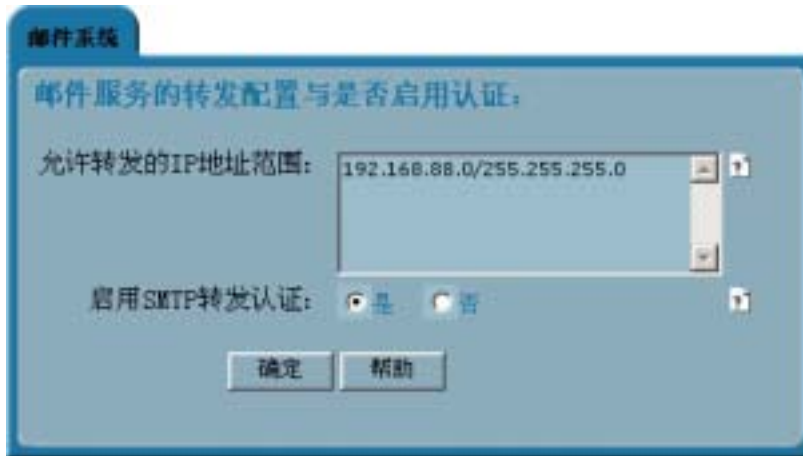 邮件系统
邮件服务的转发配置与是否启用认证：
允许转发的IP地址范围： 192.168.88.0/255.255.255.0
启用SMTP转发认证： 是 否
确定 帮助